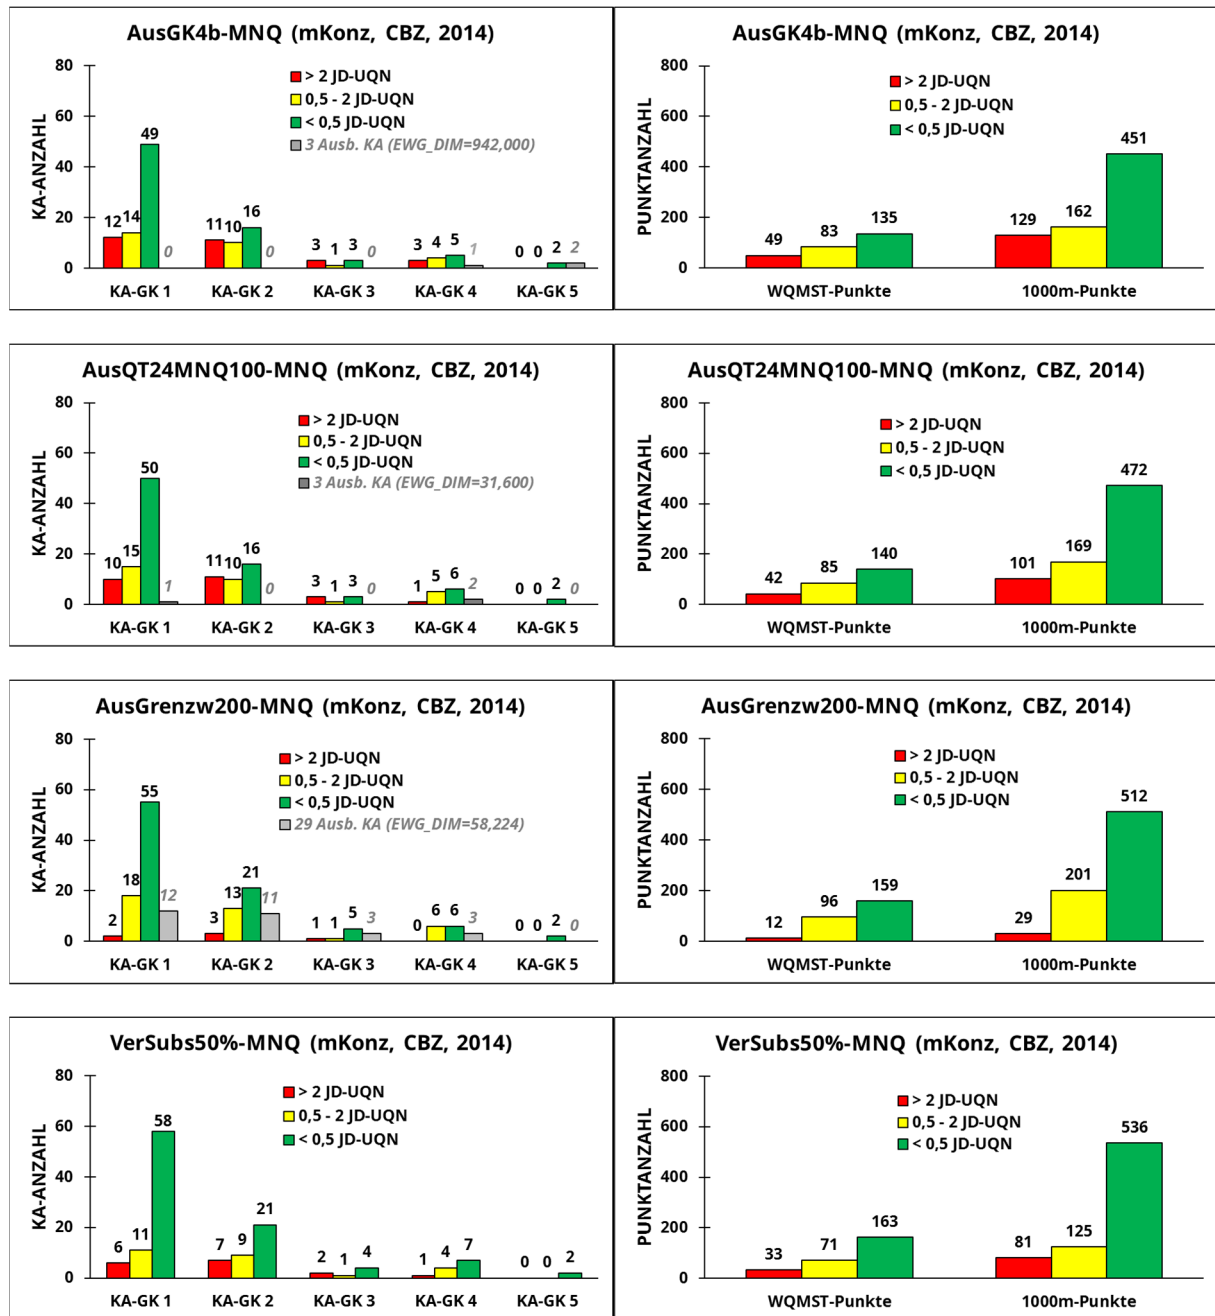 AusGK4b-MNQ (mKonz, CBZ, 2014)
KA-ANZAHL
80
60
40
20
0
> 2 JD-UQN
0,5 - 2 JD-UQN
< 0,5 JD-UQN
3 Ausb. KA (EWG_DIM=942,000)
12 14 49 0
11 10 16 0
3 1 3 0
3 4 5 1
0 0 2 2
KA-GK 1 KA-GK 2 KA-GK 3 KA-GK 4 KA-GK 5
AusGK4b-MNQ (mKonz, CBZ, 2014)
PUNKTANZAHL
800
600
400
200
0
> 2 JD-UQN
0,5 - 2 JD-UQN
< 0,5 JD-UQN
49 83 135
129 162 451
WQMST-Punkte 1000m-Punkte
AusQT24MNQ100-MNQ (mKonz, CBZ, 2014)
KA-ANZAHL
80
60
40
20
0
> 2 JD-UQN
0,5 - 2 JD-UQN
< 0,5 JD-UQN
3 Ausb. KA (EWG_DIM=31,600)
10 15 50 1
11 10 16 0
3 1 3 0
1 5 6 2
0 0 2 0
KA-GK 1 KA-GK 2 KA-GK 3 KA-GK 4 KA-GK 5
AusQT24MNQ100-MNQ (mKonz, CBZ, 2014)
PUNKTANZAHL
800
600
400
200
0
> 2 JD-UQN
0,5 - 2 JD-UQN
< 0,5 JD-UQN
42 85 140
101 169 472
WQMST-Punkte 1000m-Punkte
AusGrenzw200-MNQ (mKonz, CBZ, 2014)
KA-ANZAHL
80
60
40
20
0
> 2 JD-UQN
0,5 - 2 JD-UQN
< 0,5 JD-UQN
29 Ausb. KA (EWG_DIM=58,224)
2 18 55 12
3 13 21 11
1 1 5 3
0 6 6 3
0 0 2 0
KA-GK 1 KA-GK 2 KA-GK 3 KA-GK 4 KA-GK 5
AusGrenzw200-MNQ (mKonz, CBZ, 2014)
PUNKTANZAHL
800
600
400
200
0
> 2 JD-UQN
0,5 - 2 JD-UQN
< 0,5 JD-UQN
12 96 159
29 201 512
WQMST-Punkte 1000m-Punkte
VerSubs50%-MNQ (mKonz, CBZ, 2014)
KA-ANZAHL
80
60
40
20
0
> 2 JD-UQN
0,5 - 2 JD-UQN
< 0,5 JD-UQN
6 11 58
7 9 21
2 1 4
1 4 7
0 0 2
KA-GK 1 KA-GK 2 KA-GK 3 KA-GK 4 KA-GK 5
VerSubs50%-MNQ (mKonz, CBZ, 2014)
PUNKTANZAHL
800
600
400
200
0
> 2 JD-UQN
0,5 - 2 JD-UQN
< 0,5 JD-UQN
33 71 163
81 125 536
WQMST-Punkte 1000m-Punkte